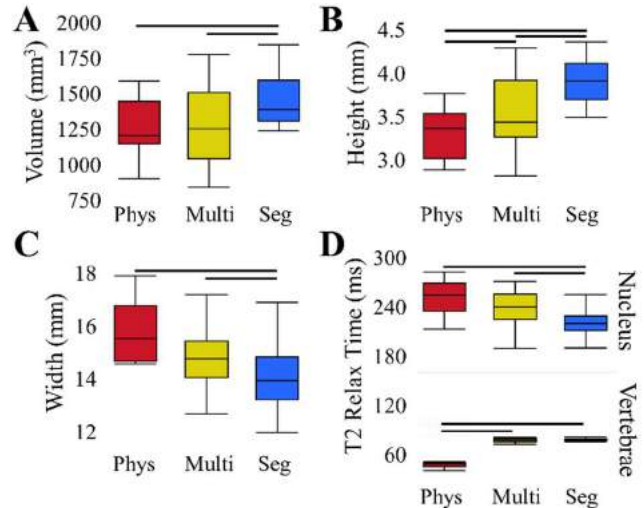 A
Volume (mm³)
2000
1750
1500
1250
1000
750
Phys Multi Seg
B
Height (mm)
4.5
4.0
3.5
3.0
Phys Multi Seg
C
Width (mm)
18
16
14
12
Phys Multi Seg
D
T2 Relax Time (ms)
300
240
180
120
60
Nucleus
Vertebrae
Phys Multi Seg